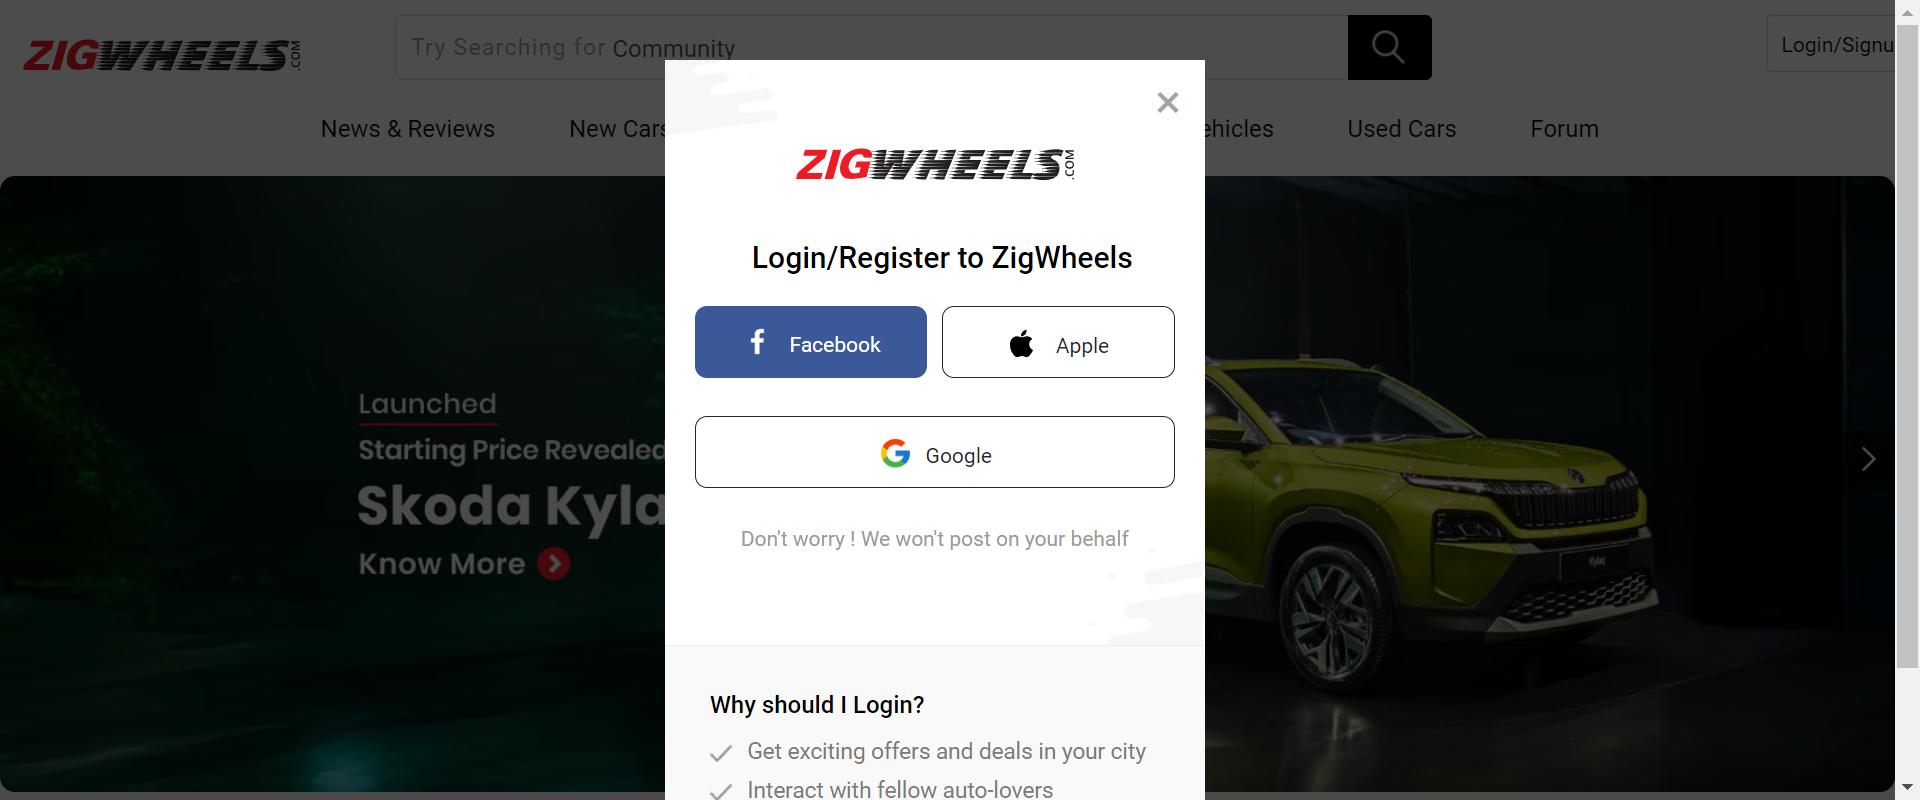 ZIGWHEELS.COM
Try Searching for Community
Login/Signu
News & Reviews
New Cars
ehicles
Used Cars
Forum
ZIGWHEELS.COM
Login/Register to ZigWheels
Facebook
Apple
Google
Don't worry ! We won't post on your behalf
Launched
Starting Price Revealed
Skoda Kyla
Know More
Kylaq
Why should I Login?
Get exciting offers and deals in your city
Interact with fellow auto-lovers